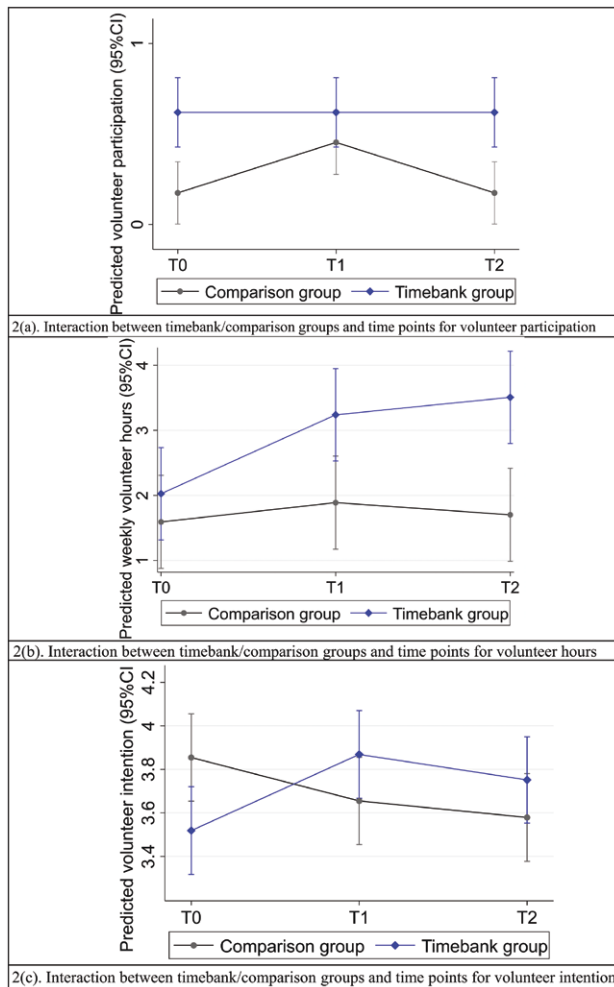 Predicted volunteer participation (95%CI)
1
0
T0 T1 T2
Comparison group Timebank group
2(a). Interaction between timebank/comparison groups and time points for volunteer participation
Predicted weekly volunteer hours (95%CI)
4
3
2
1
T0 T1 T2
Comparison group Timebank group
2(b). Interaction between timebank/comparison groups and time points for volunteer hours
Predicted volunteer intention (95%CI
4.2
4
3.8
3.6
3.4
T0 T1 T2
Comparison group Timebank group
2(c). Interaction between timebank/comparison groups and time points for volunteer intention